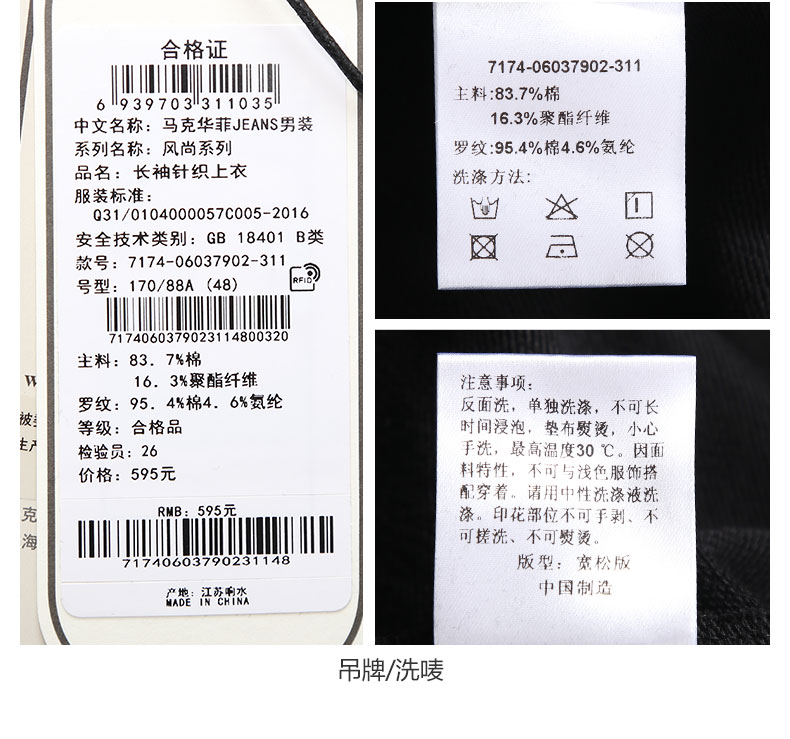 合格证
6 939703 311035
中文名称: 马克华菲JEANS男装
系列名称: 风尚系列
品名: 长袖针织上衣
服装标准:
Q31/0104000057C005-2016
安全技术类别: GB 18401 B类
款号: 7174-06037902-311
号型: 170/88A (48)
RFID
71740603790231148​00320
主料: 83.7%棉
16.3%聚酯纤维
罗纹: 95.4%棉4.6%氨纶
等级: 合格品
检验员: 26
价格: 595元
RMB: 595元
71740603790231148
产地: 江苏响水
MADE IN CHINA
W
被
生产
克
海
7174-06037902-311
主料:83.7%棉
16.3%聚酯纤维
罗纹:95.4%棉4.6%氨纶
洗涤方法:
注意事项:
反面洗，单独洗涤，不可长
时间浸泡，垫布熨烫，小心
手洗，最高温度30 ℃。因面
料特性，不可与浅色服饰搭
配穿着。请用中性洗涤液洗
涤。印花部位不可手剥、不
可搓洗、不可熨烫。
版型: 宽松版
中国制造
吊牌/洗唛